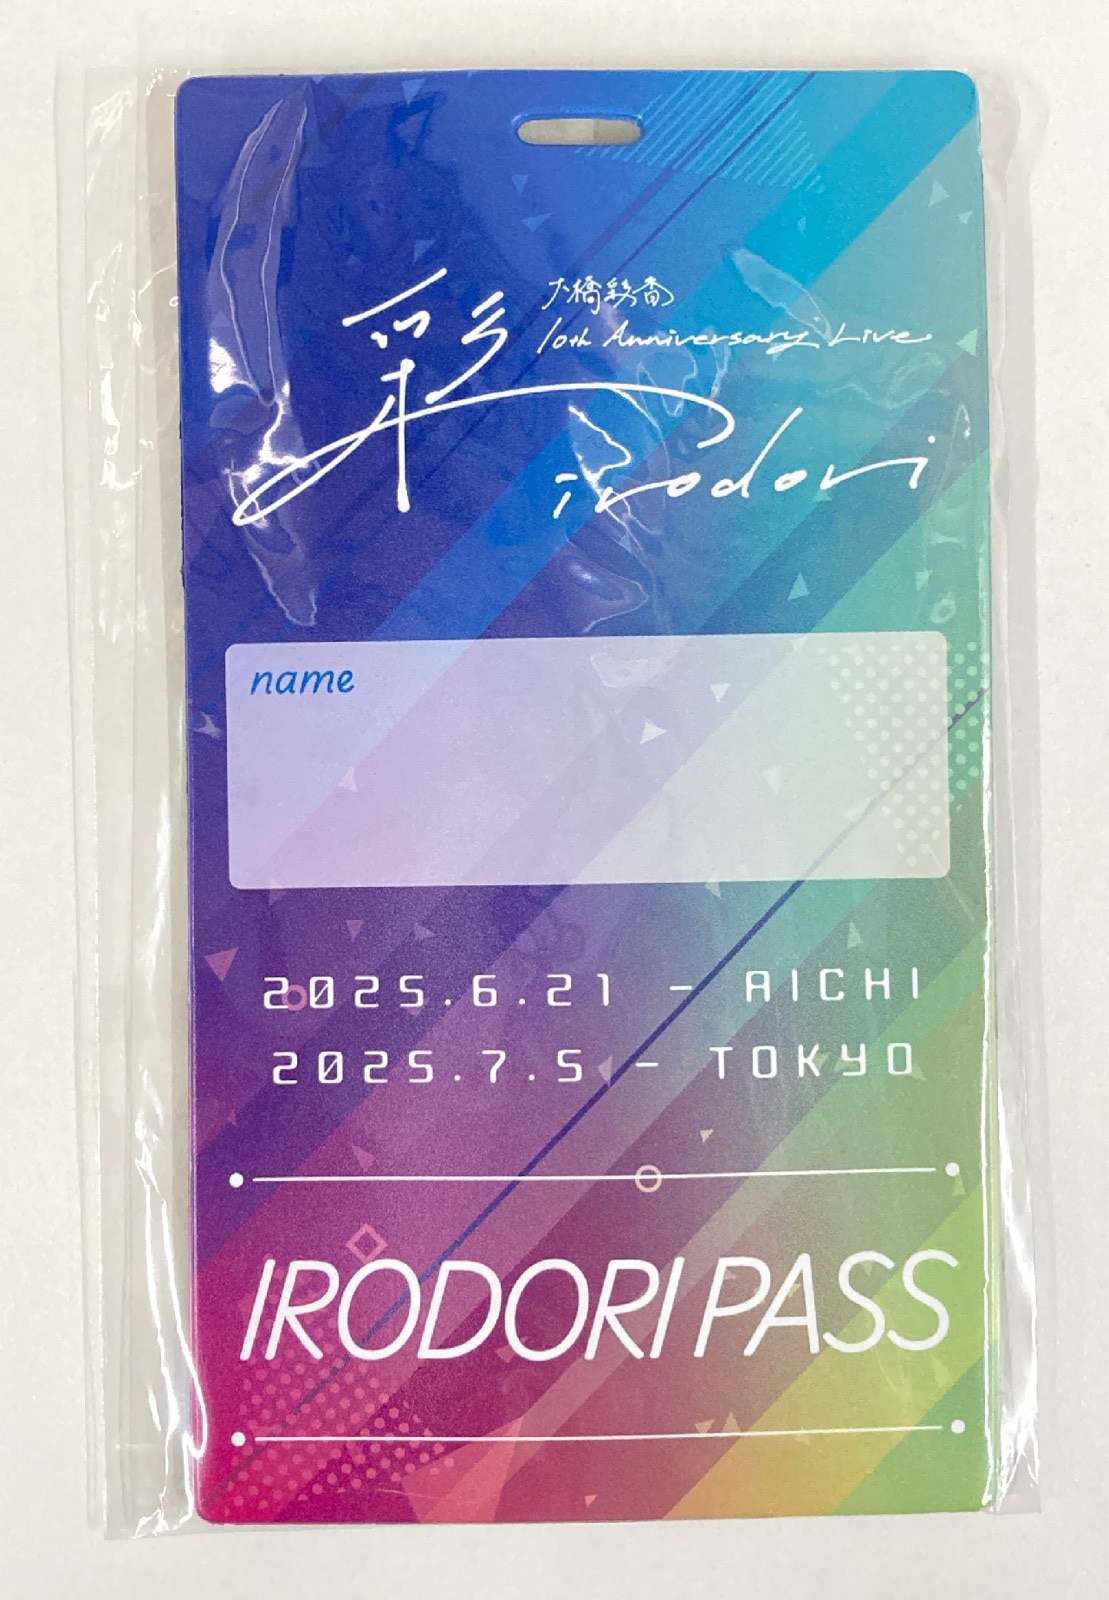 彩
大橋彩香
10th Anniversary Live
irodori
name
2025.6.21 - AICHI
2025.7.5 - TOKYO
IRODORI PASS